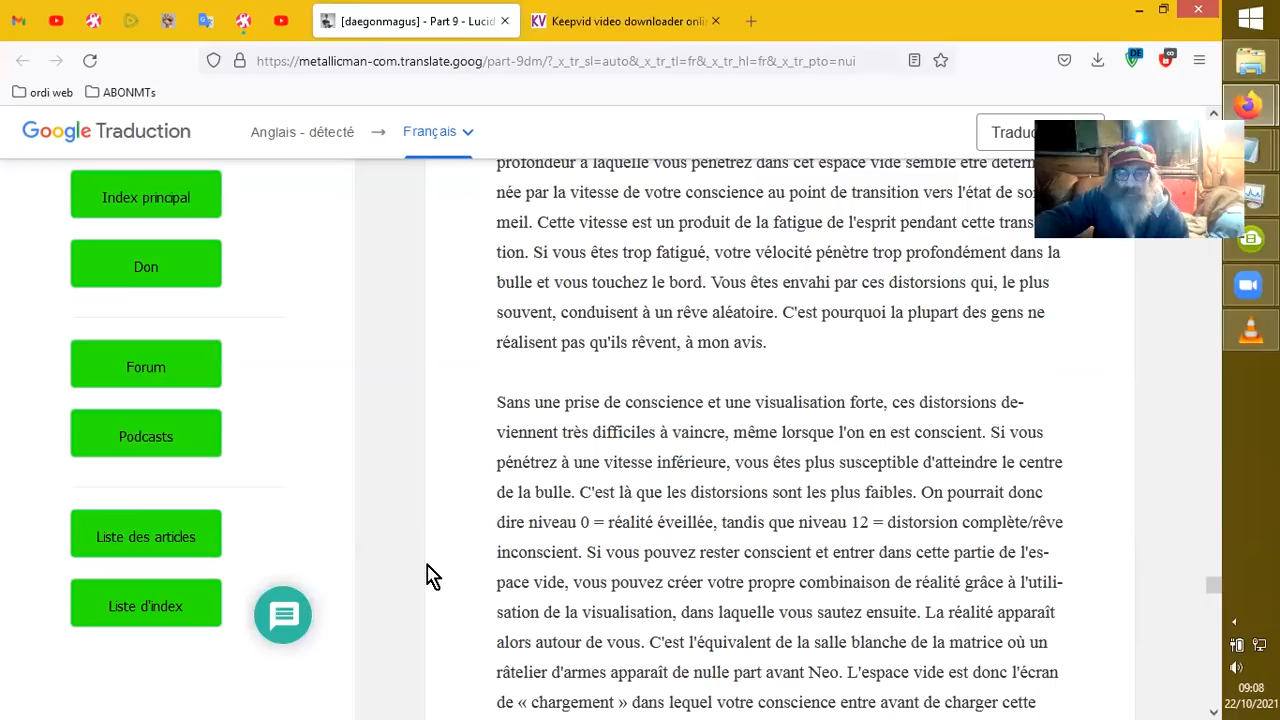 [daegonmagus] - Part 9 - Lucid
Keepvid video downloader onli
https://metallicman-com.translate.goog/part-9dm/?_x_tr_sl=auto&_x_tr_tl=fr&_x_tr_hl=fr&_x_tr_pto=nui
DE
ordi web
ABONMTs
Google Traduction
Anglais - détecté
Français
Traduc
Index principal
Don
Forum
Podcasts
Liste des articles
Liste d'index
profondeur à laquelle vous pénétrez dans cet espace vide semble être détermi-
née par la vitesse de votre conscience au point de transition vers l'état de som-
meil. Cette vitesse est un produit de la fatigue de l'esprit pendant cette transi-
tion. Si vous êtes trop fatigué, votre vélocité pénètre trop profondément dans la
bulle et vous touchez le bord. Vous êtes envahi par ces distorsions qui, le plus
souvent, conduisent à un rêve aléatoire. C'est pourquoi la plupart des gens ne
réalisent pas qu'ils rêvent, à mon avis.
Sans une prise de conscience et une visualisation forte, ces distorsions de-
viennent très difficiles à vaincre, même lorsque l'on en est conscient. Si vous
pénétrez à une vitesse inférieure, vous êtes plus susceptible d'atteindre le centre
de la bulle. C'est là que les distorsions sont les plus faibles. On pourrait donc
dire niveau 0 = réalité éveillée, tandis que niveau 12 = distorsion complète/rêve
inconscient. Si vous pouvez rester conscient et entrer dans cette partie de l'es-
pace vide, vous pouvez créer votre propre combinaison de réalité grâce à l'utili-
sation de la visualisation, dans laquelle vous sautez ensuite. La réalité apparaît
alors autour de vous. C'est l'équivalent de la salle blanche de la matrice où un
râtelier d'armes apparaît de nulle part avant Neo. L'espace vide est donc l'écran
de « chargement » dans lequel votre conscience entre avant de charger cette
09:08
22/10/2021